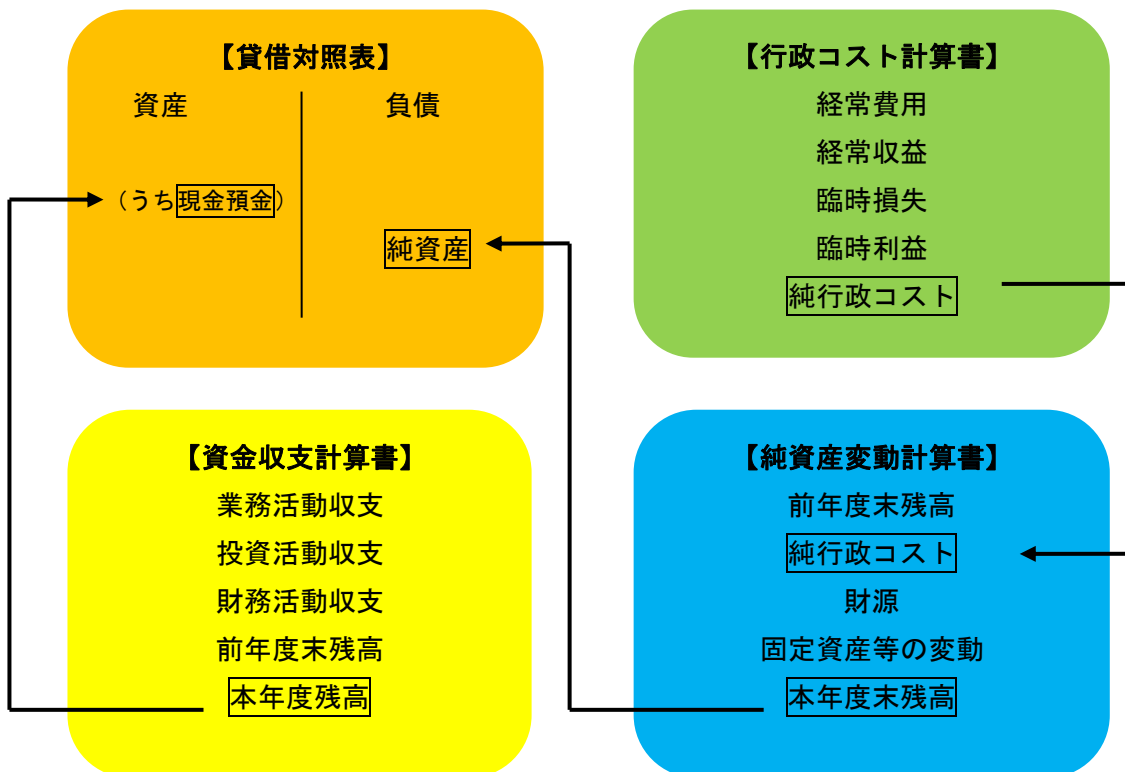 【貸借対照表】
資産
負債
（うち現金預金）
純資産
【行政コスト計算書】
経常費用
経常収益
臨時損失
臨時利益
純行政コスト
【資金収支計算書】
業務活動収支
投資活動収支
財務活動収支
前年度末残高
本年度残高
【純資産変動計算書】
前年度末残高
純行政コスト
財源
固定資産等の変動
本年度末残高